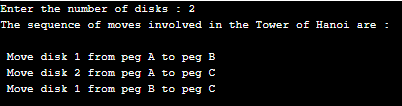 Enter the number of disks : 2
The sequence of moves involved in the Tower of Hanoi are :
Move disk 1 from peg A to peg B
Move disk 2 from peg A to peg C
Move disk 1 from peg B to peg C